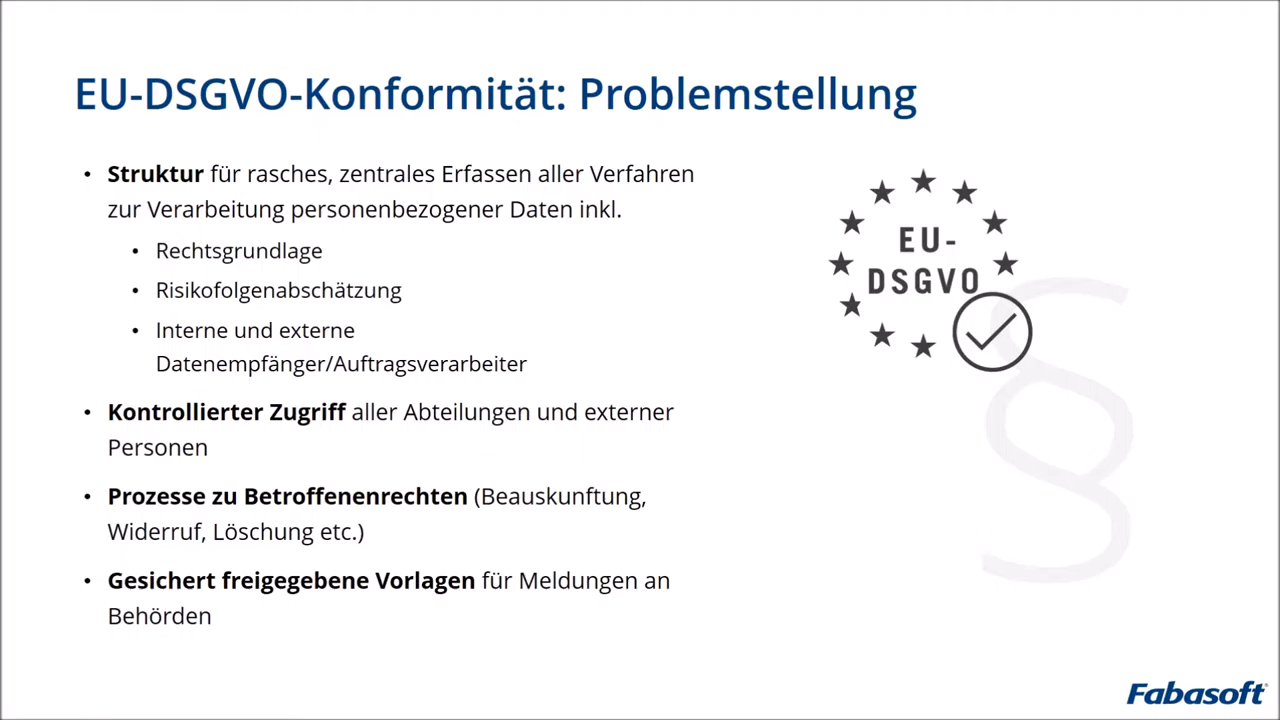 EU-DSGVO-Konformität: Problemstellung
• Struktur für rasches, zentrales Erfassen aller Verfahren
zur Verarbeitung personenbezogener Daten inkl.
• Rechtsgrundlage
• Risikofolgenabschätzung
• Interne und externe
Datenempfänger/Auftragsverarbeiter
• Kontrollierter Zugriff aller Abteilungen und externer
Personen
• Prozesse zu Betroffenenrechten (Beauskunftung,
Widerruf, Löschung etc.)
• Gesichert freigegebene Vorlagen für Meldungen an
Behörden
EU-
DSGVO
§
Fabasoft®